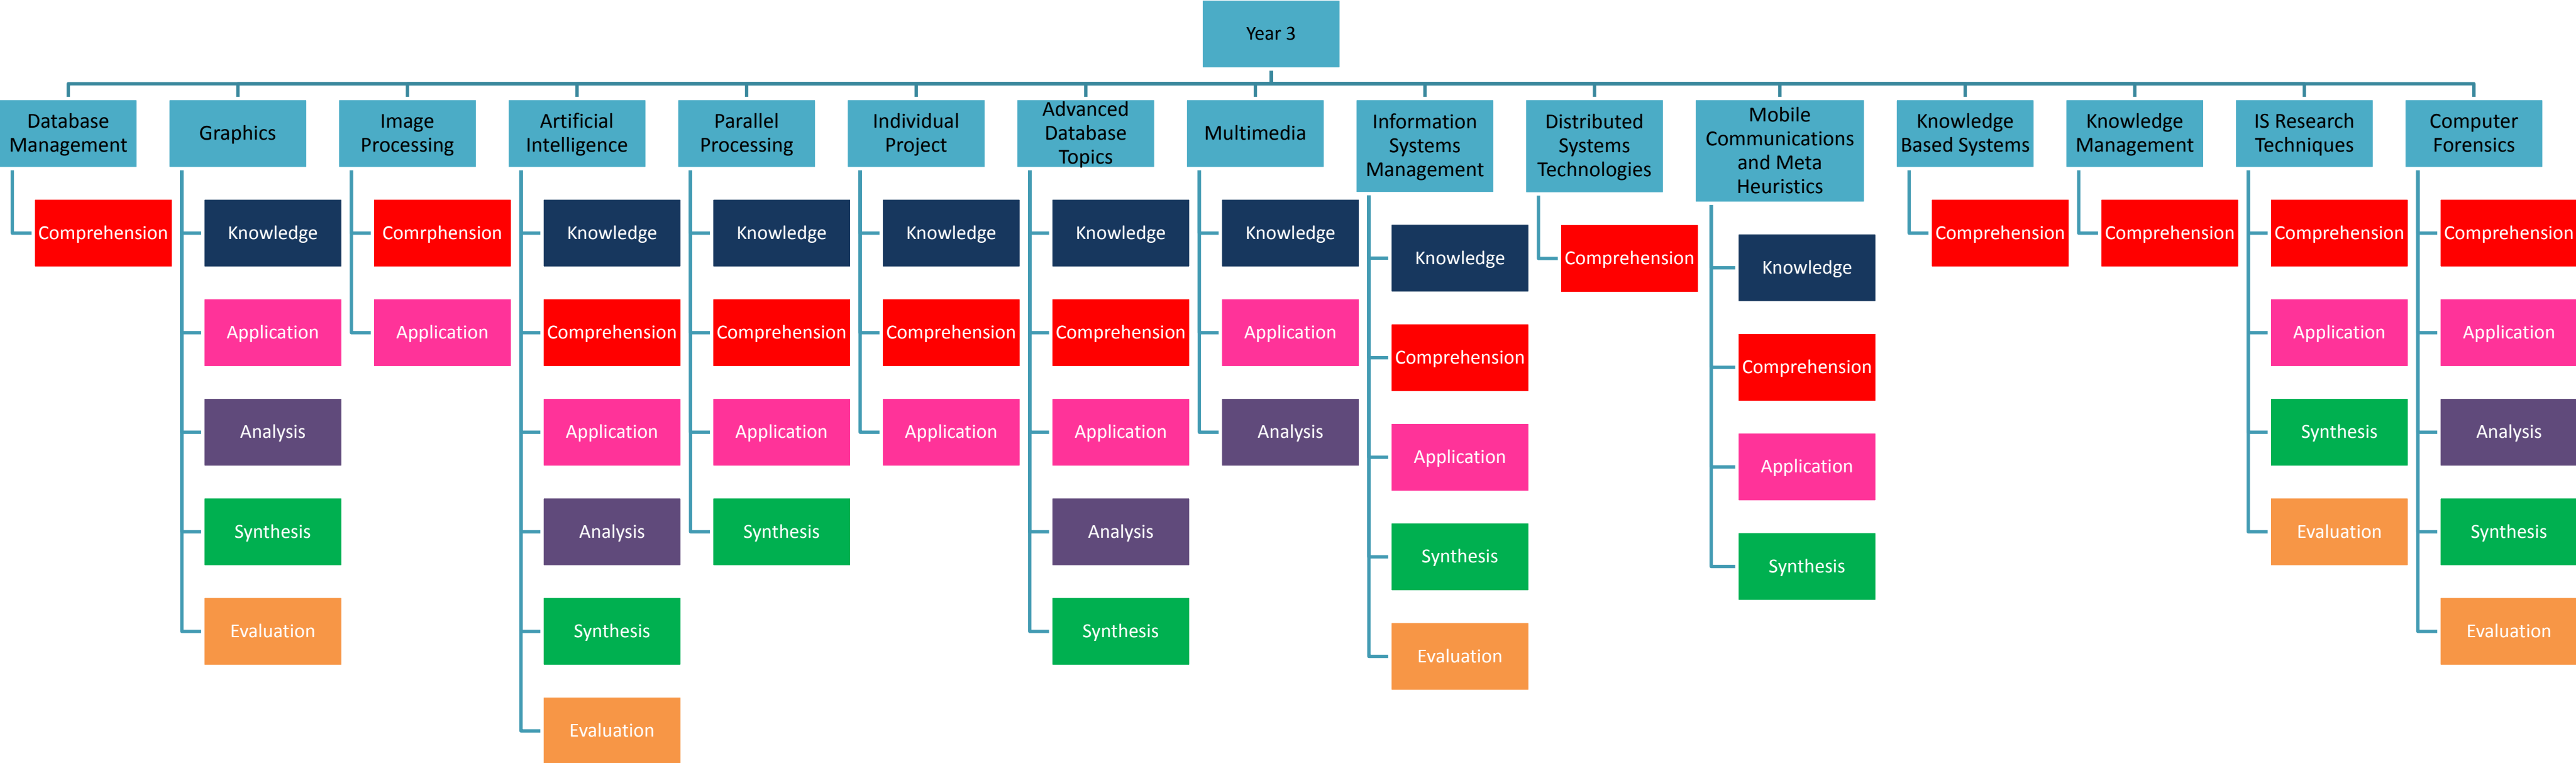 Year 3
Database
Management
Graphics
Image
Processing
Artificial
Intelligence
Parallel
Processing
Individual
Project
Advanced
Database
Topics
Multimedia
Information
Systems
Management
Distributed
Systems
Technologies
Mobile
Communications
and Meta
Heuristics
Knowledge
Based Systems
Knowledge
Management
IS Research
Techniques
Computer
Forensics
Comprehension
Knowledge
Application
Analysis
Synthesis
Evaluation
Comrphension
Application
Knowledge
Comprehension
Application
Analysis
Synthesis
Evaluation
Knowledge
Comprehension
Application
Synthesis
Knowledge
Comprehension
Application
Knowledge
Comprehension
Application
Analysis
Synthesis
Knowledge
Application
Analysis
Knowledge
Comprehension
Application
Synthesis
Evaluation
Comprehension
Knowledge
Comprehension
Application
Synthesis
Comprehension
Comprehension
Comprehension
Application
Synthesis
Evaluation
Comprehension
Application
Analysis
Synthesis
Evaluation